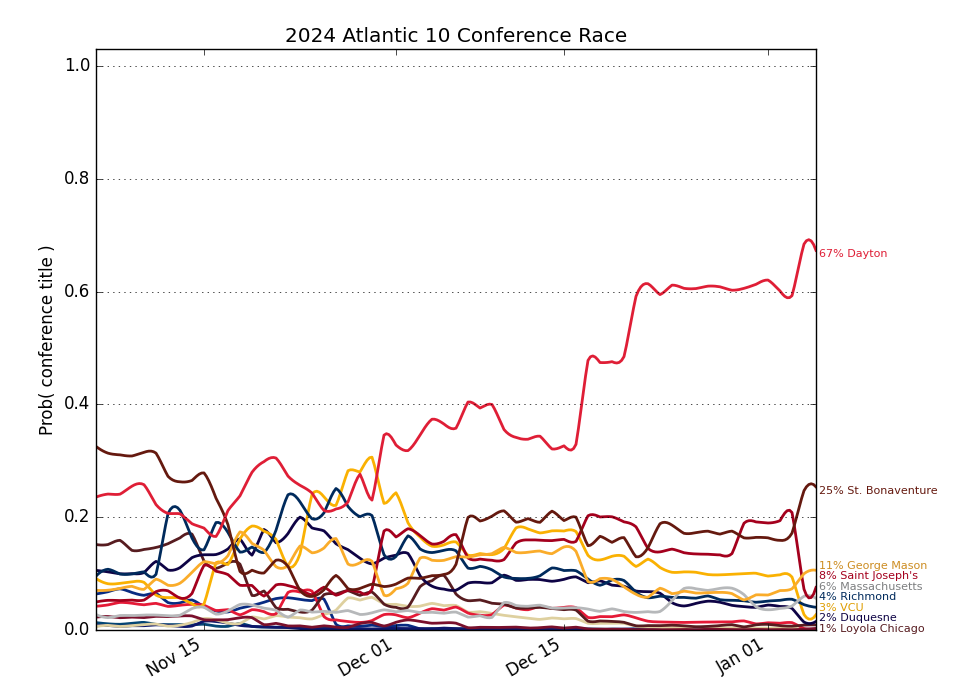 2024 Atlantic 10 Conference Race
Prob( conference title )
1.0
0.8
0.6
0.4
0.2
0.0
Nov 15
Dec 01
Dec 15
Jan 01
67% Dayton
25% St. Bonaventure
11% George Mason
8% Saint Joseph's
6% Massachusetts
4% Richmond
3% VCU
2% Duquesne
1% Loyola Chicago